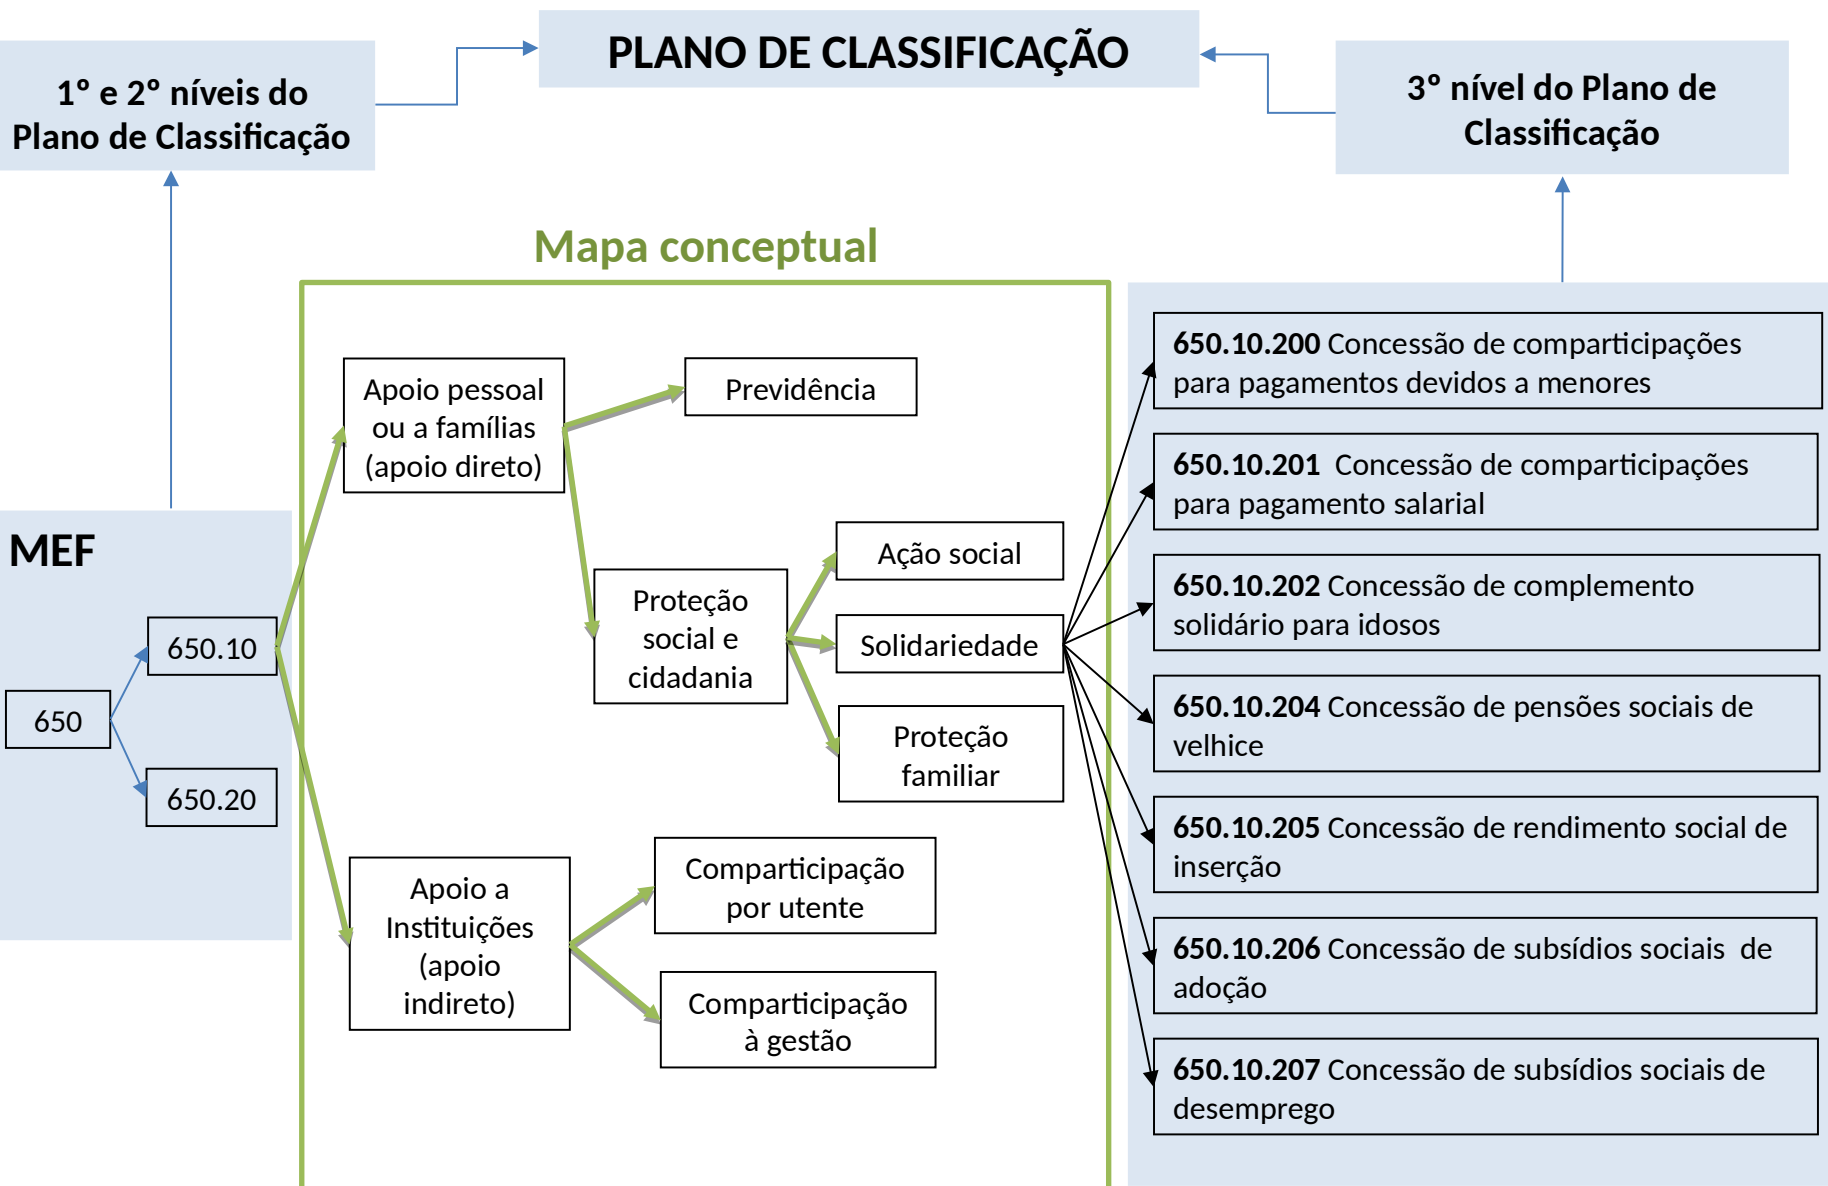 PLANO DE CLASSIFICAÇÃO
1º e 2º níveis do
Plano de Classificação
3º nível do Plano de
Classificação
Mapa conceptual
MEF
650
650.10
650.20
Apoio pessoal
ou a famílias
(apoio direto)
Previdência
Proteção
social e
cidadania
Ação social
Solidariedade
Proteção
familiar
Apoio a
Instituições
(apoio
indireto)
Comparticipação
por utente
Comparticipação
à gestão
650.10.200 Concessão de comparticipações
para pagamentos devidos a menores
650.10.201 Concessão de comparticipações
para pagamento salarial
650.10.202 Concessão de complemento
solidário para idosos
650.10.204 Concessão de pensões sociais de
velhice
650.10.205 Concessão de rendimento social de
inserção
650.10.206 Concessão de subsídios sociais de
adoção
650.10.207 Concessão de subsídios sociais de
desemprego